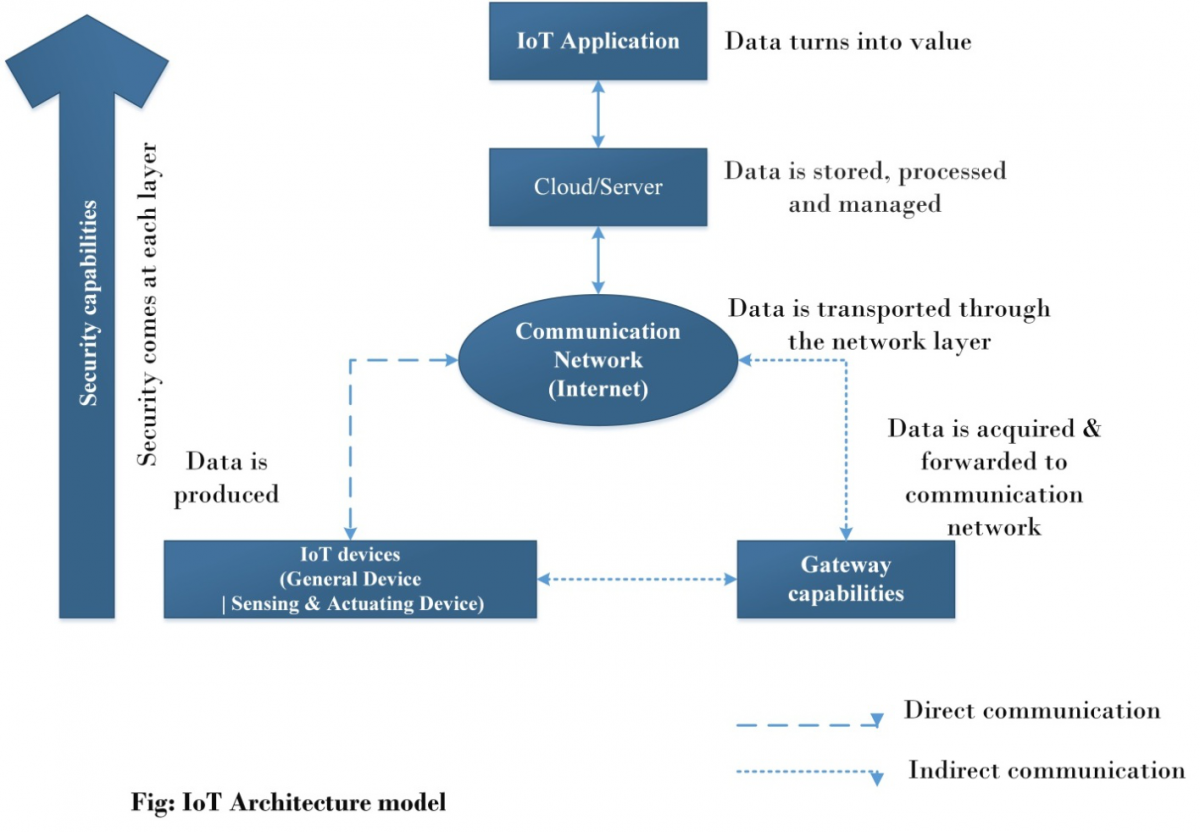 IoT Application
Data turns into value
Cloud/Server
Data is stored, processed
and managed
Security capabilities
Security comes at each layer
Communication
Network
(Internet)
Data is transported through
the network layer
Data is
produced
Data is acquired &
forwarded to
communication
network
IoT devices
(General Device
| Sensing & Actuating Device)
Gateway
capabilities
Direct communication
Indirect communication
Fig: IoT Architecture model